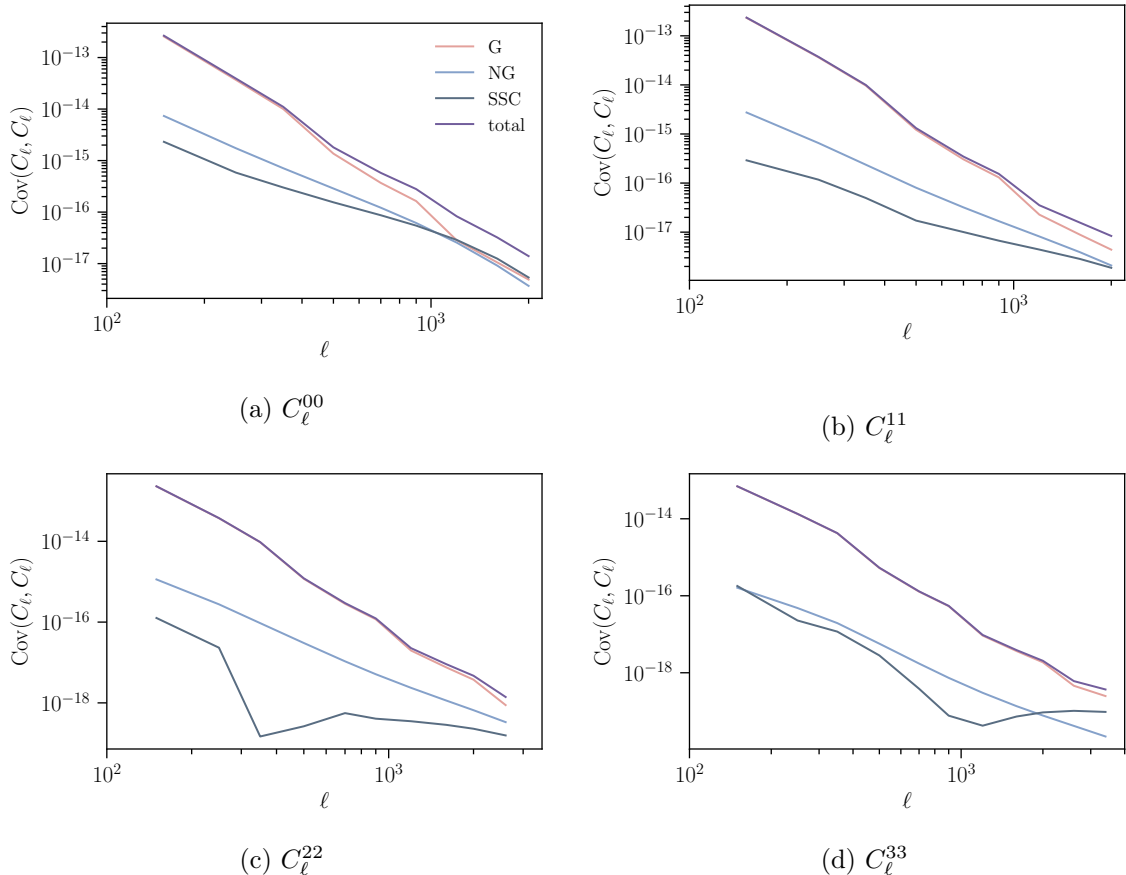 10^{-13}
10^{-14}
10^{-15}
10^{-16}
10^{-17}
Cov(C_ℓ, C_ℓ)
G
NG
SSC
total
10^2
10^3
ℓ
(a) C_ℓ^{00}
10^{-13}
10^{-14}
10^{-15}
10^{-16}
10^{-17}
Cov(C_ℓ, C_ℓ)
10^2
10^3
ℓ
(b) C_ℓ^{11}
10^{-14}
10^{-16}
10^{-18}
Cov(C_ℓ, C_ℓ)
10^2
10^3
ℓ
(c) C_ℓ^{22}
10^{-14}
10^{-16}
10^{-18}
Cov(C_ℓ, C_ℓ)
10^2
10^3
ℓ
(d) C_ℓ^{33}